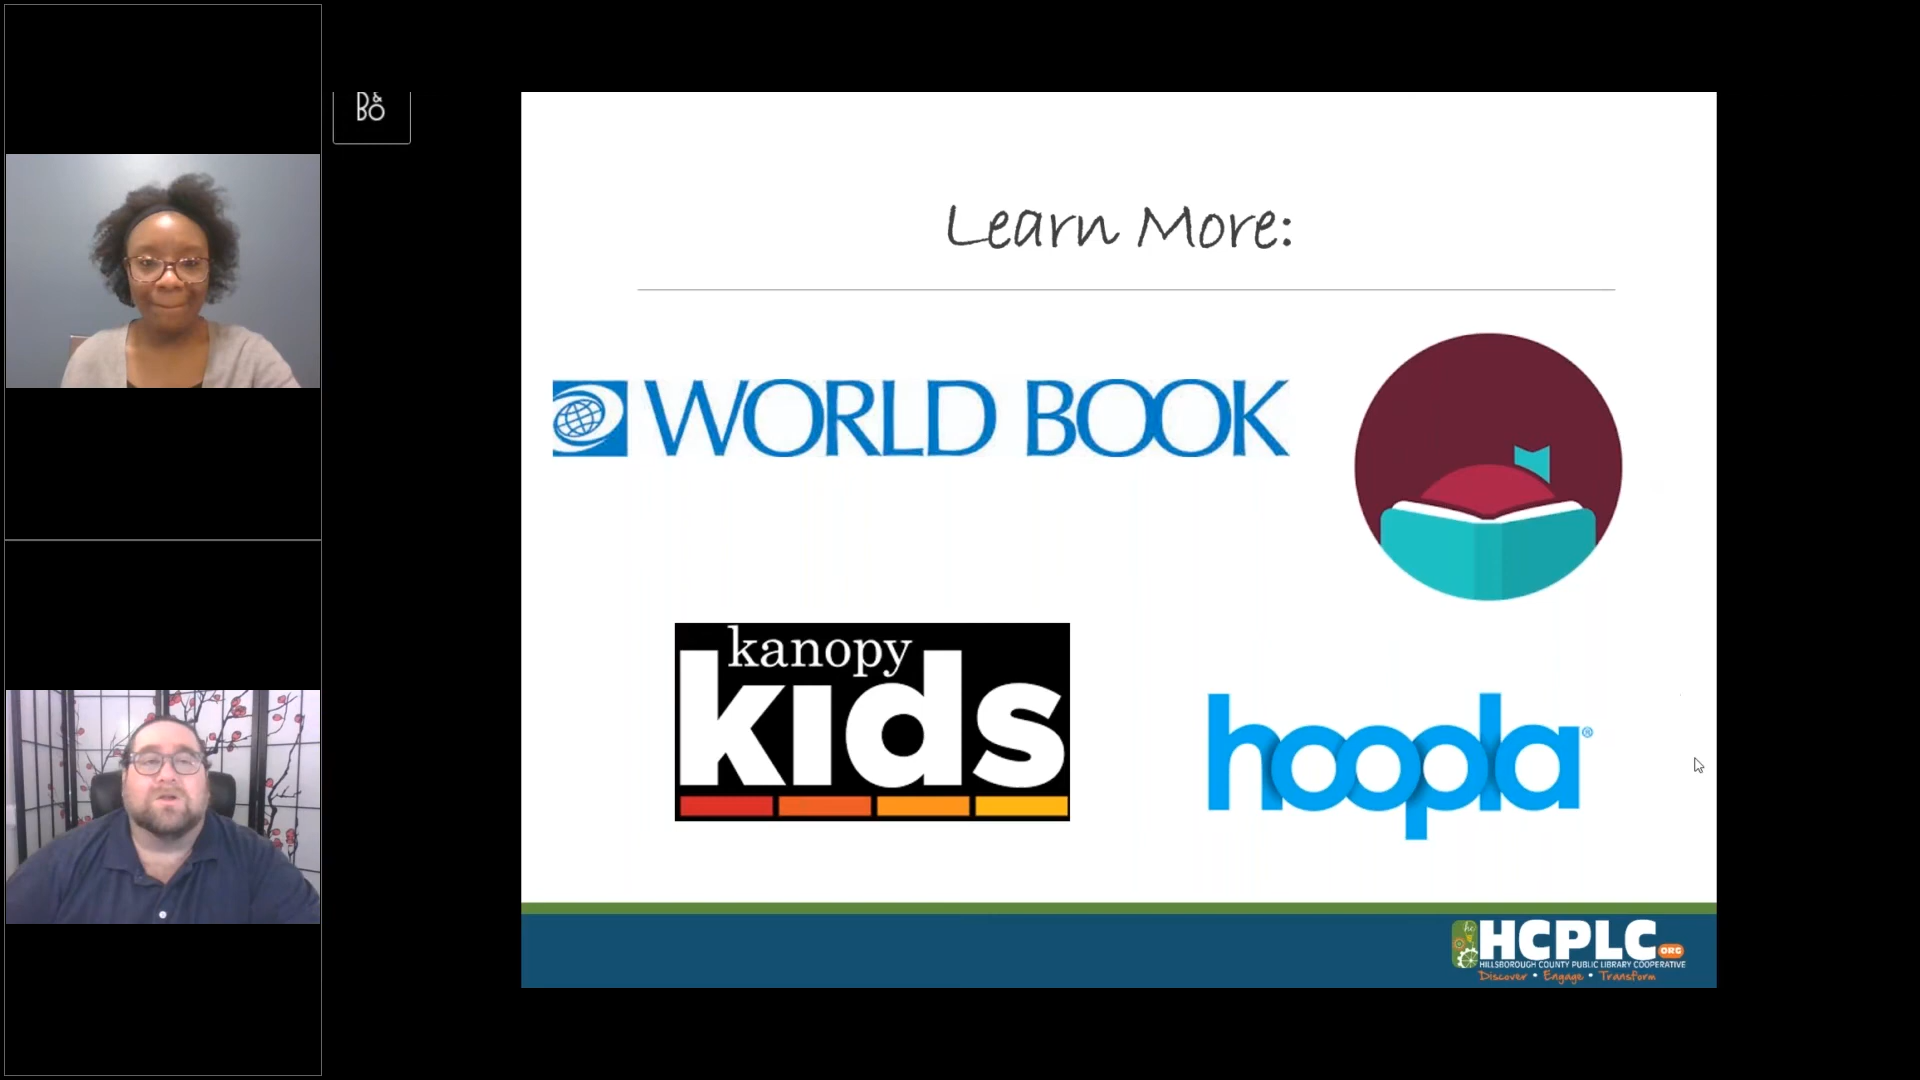 B&O
Learn More:
WORLD BOOK
kanopy
kids
hoopla®
HCPLC.ORG
HILLSBOROUGH COUNTY PUBLIC LIBRARY COOPERATIVE
Discover • Engage • Transform